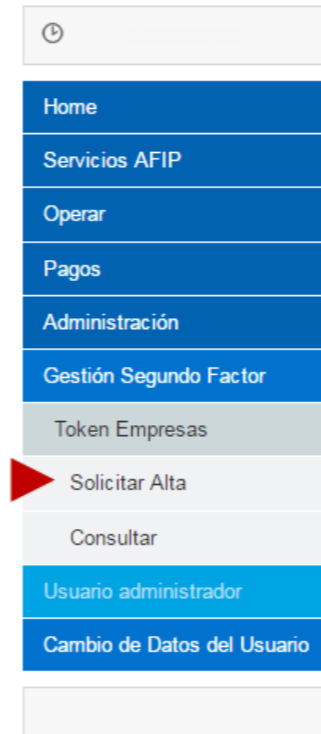 Home
Servicios AFIP
Operar
Pagos
Administración
Gestión Segundo Factor
Token Empresas
Solicitar Alta
Consultar
Usuario administrador
Cambio de Datos del Usuario